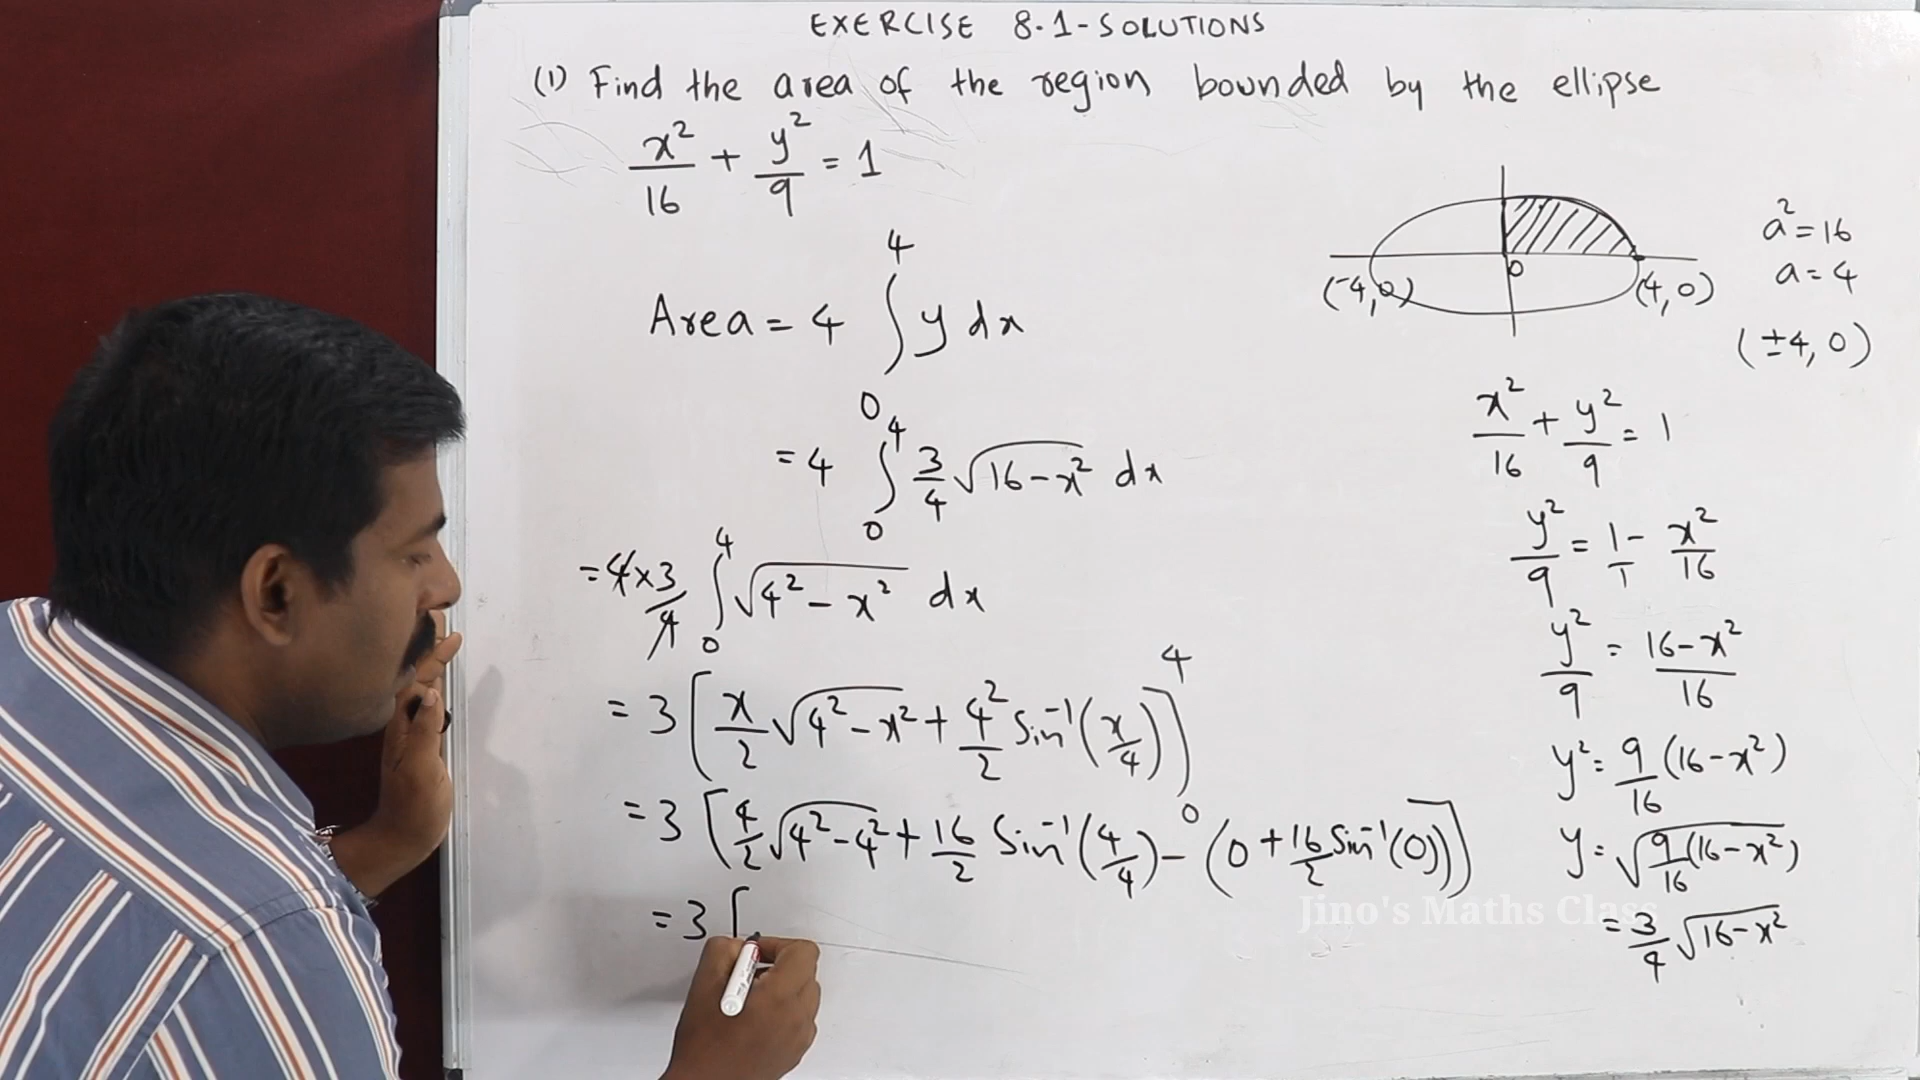 EXERCISE 8.1-SOLUTIONS
(1) Find the area of the region bounded by the ellipse
x²/16 + y²/9 = 1
Area = 4 ∫₀⁴ y dx
= 4 ∫₀⁴ 3/4 √(16-x²) dx
= 4×3/4 ∫₀⁴ √(4²-x²) dx
= 3 [x/2 √(4²-x²) + 4²/2 Sin⁻¹(x/4)]₀⁴
= 3 [4/2 √(4²-4²) + 16/2 Sin⁻¹(4/4) - (0 + 16/2 Sin⁻¹(0))]
= 3 [
(-4,0) O (4,0)
a² = 16
a = 4
(±4, 0)
x²/16 + y²/9 = 1
y²/9 = 1/1 - x²/16
y²/9 = (16-x²)/16
y² = 9/16 (16-x²)
y = √(9/16 (16-x²))
= 3/4 √(16-x²)
Jino's Maths Class